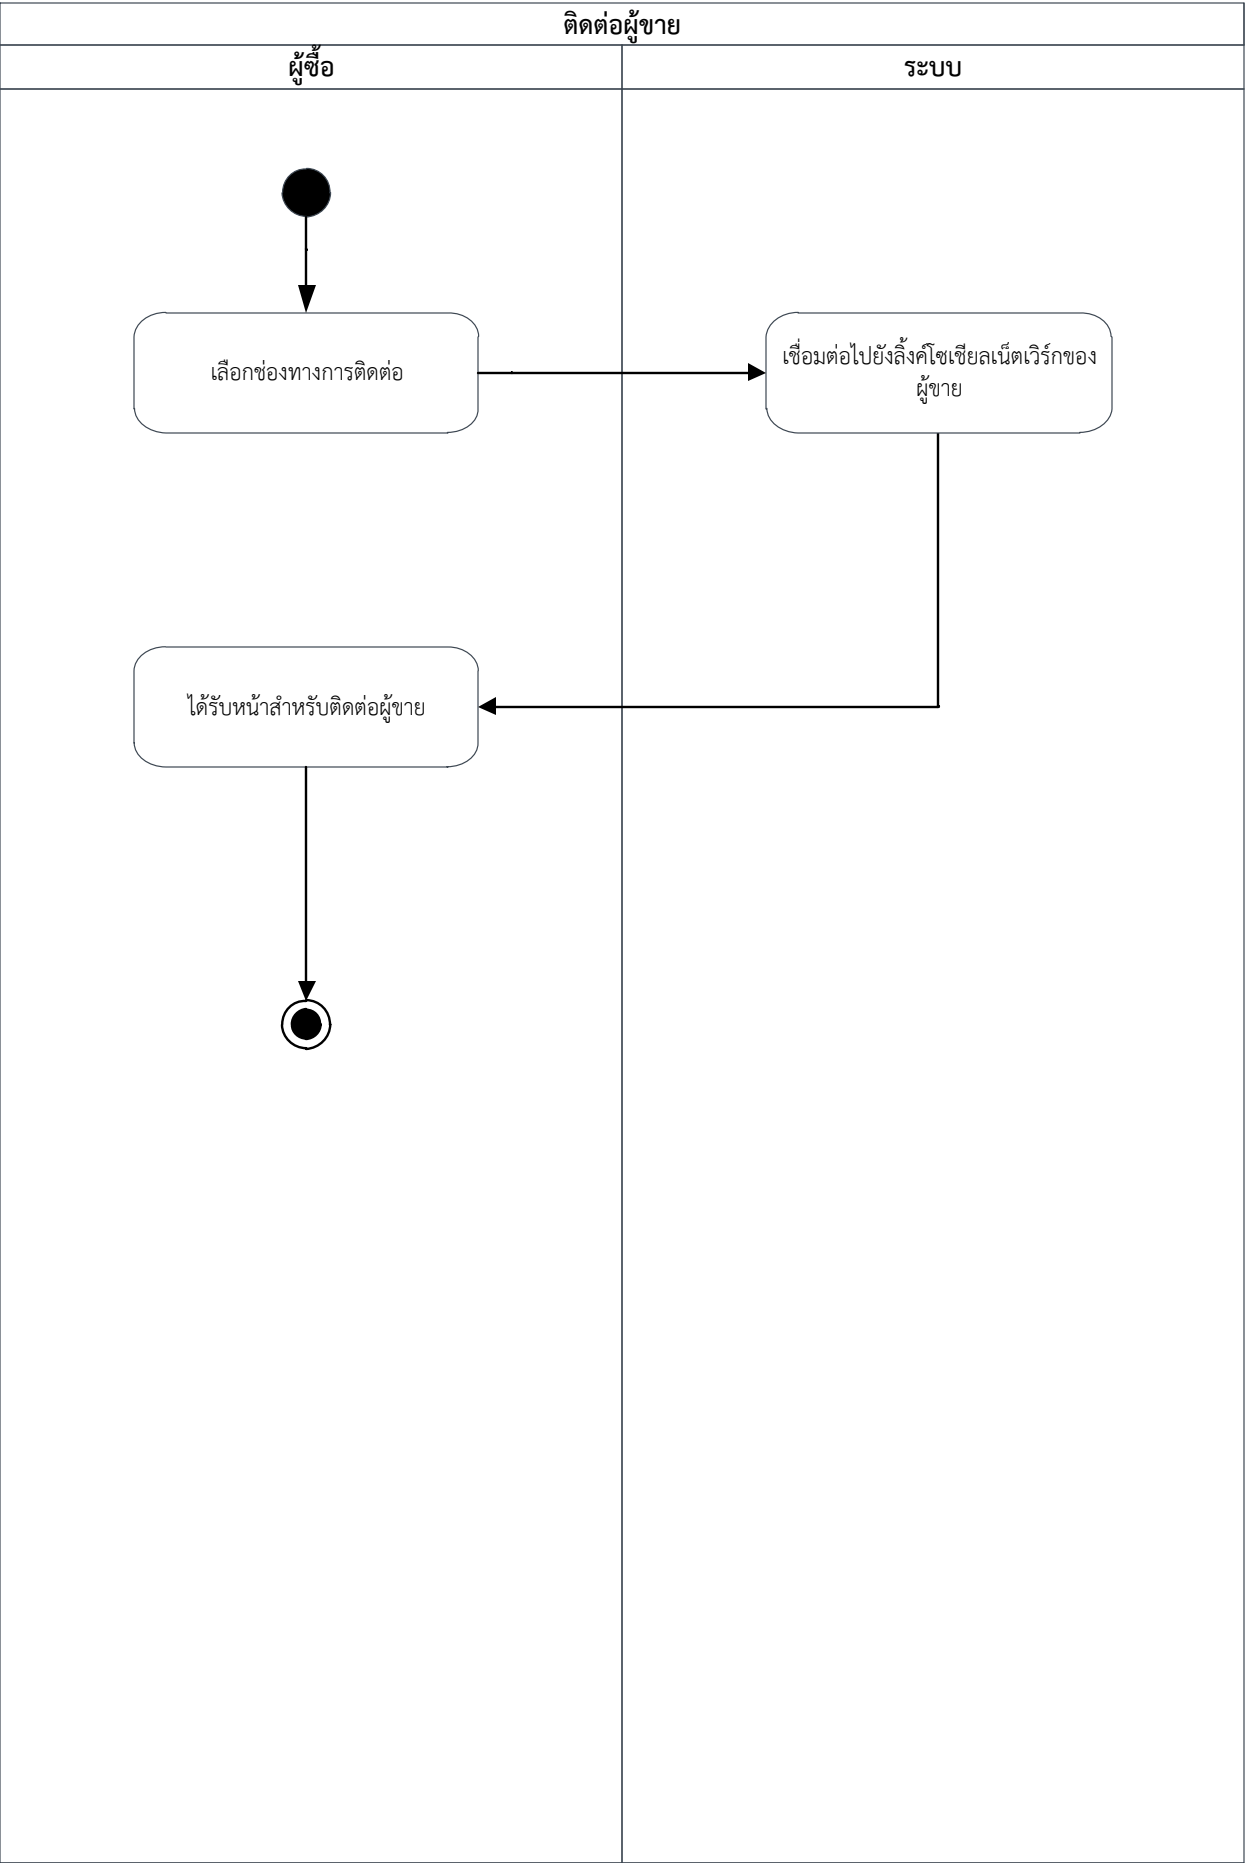 ติดต่อผู้ขาย
ผู้ซื้อ
ระบบ
เลือกช่องทางการติดต่อ
เชื่อมต่อไปยังลิ้งค์โซเชียลเน็ตเวิร์กของ
ผู้ขาย
ได้รับหน้าสำหรับติดต่อผู้ขาย